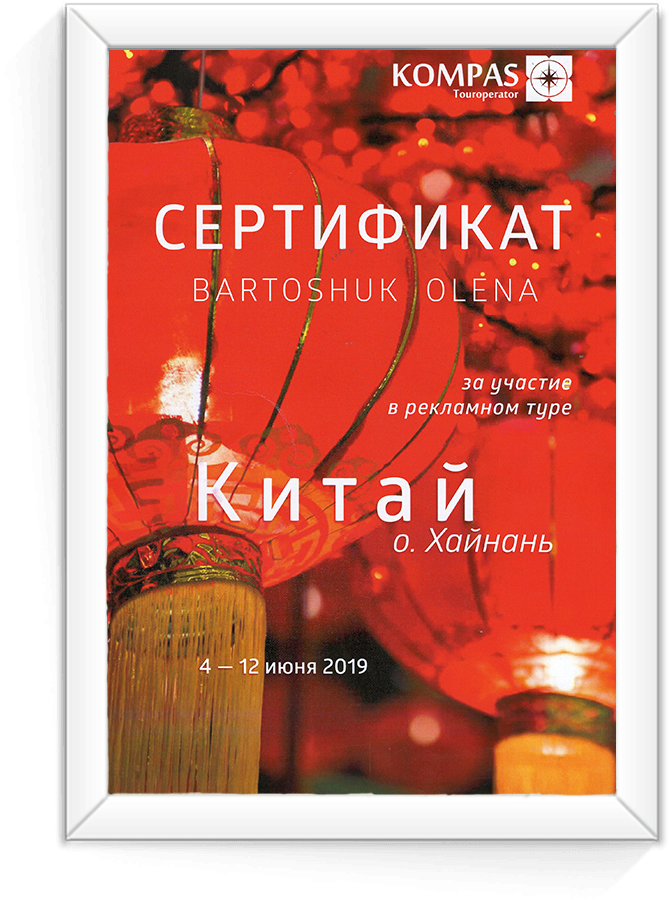 KOMPAS
Touroperator
СЕРТИФИКАТ
BARTOSHUK OLENA
за участие
в рекламном туре
Китай
о. Хайнань
4 — 12 июня 2019